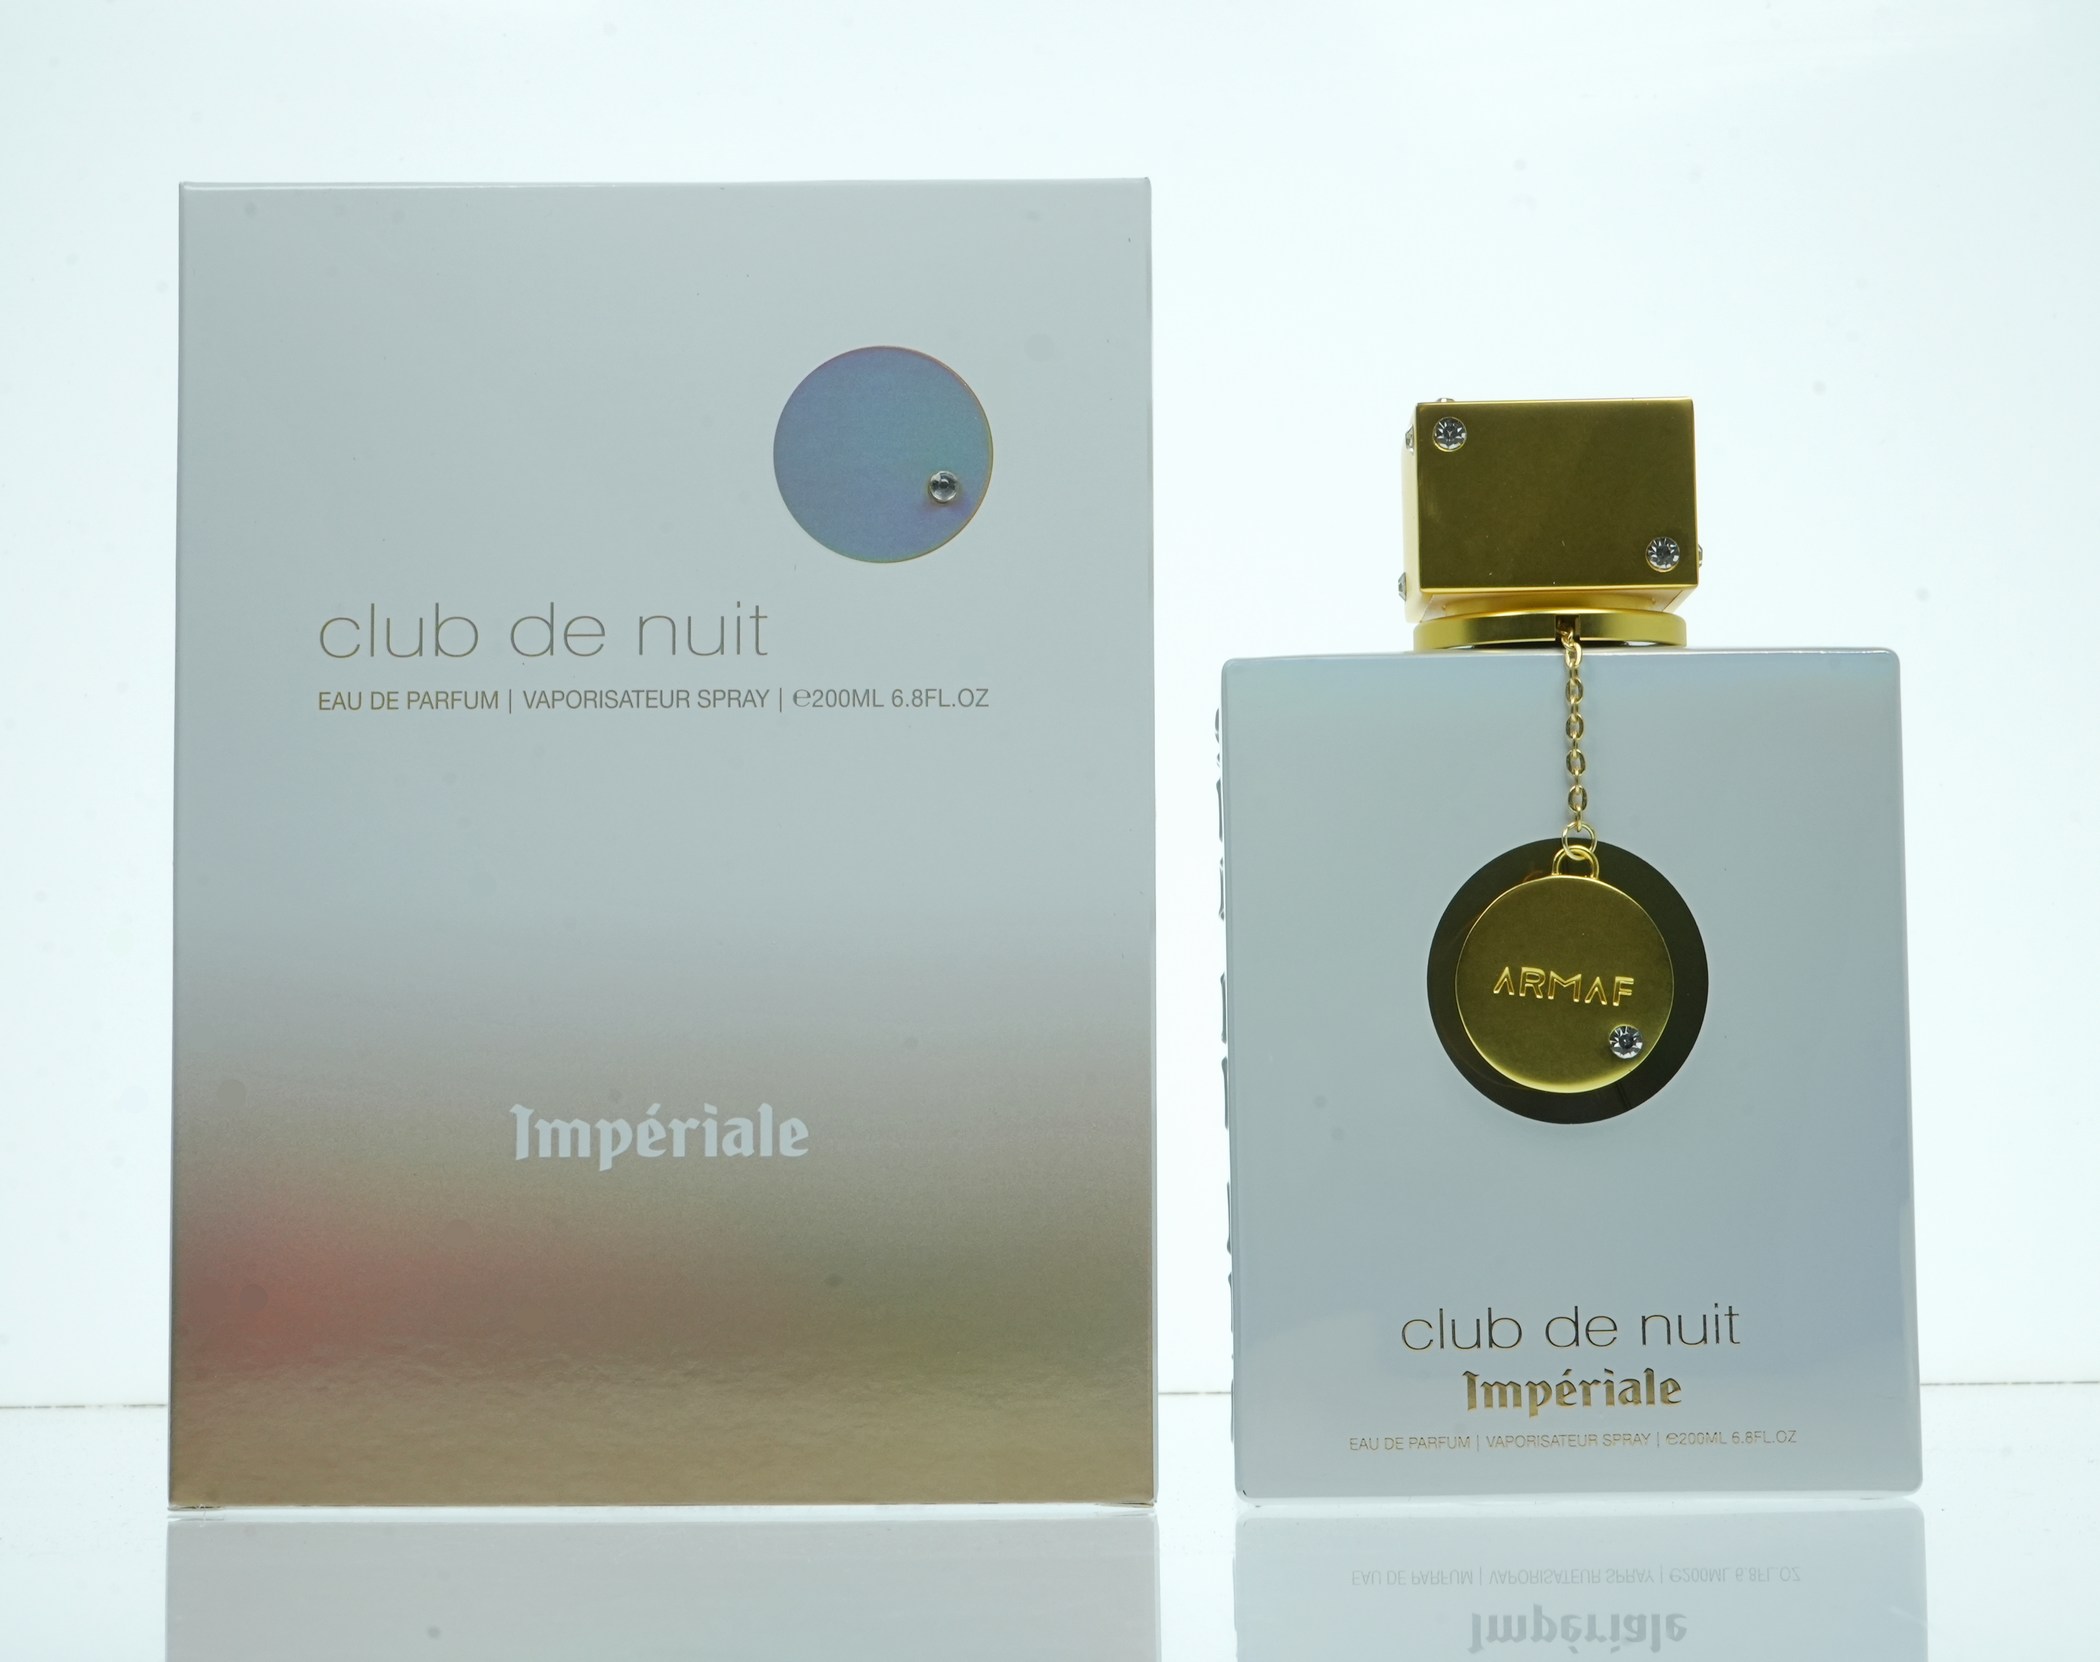 club de nuit
EAU DE PARFUM | VAPORISATEUR SPRAY | ℮200ML 6.8FL.OZ
Impériale
ARMAF
club de nuit
Impériale
EAU DE PARFUM | VAPORISATEUR SPRAY | ℮200ML 6.8FL.OZ